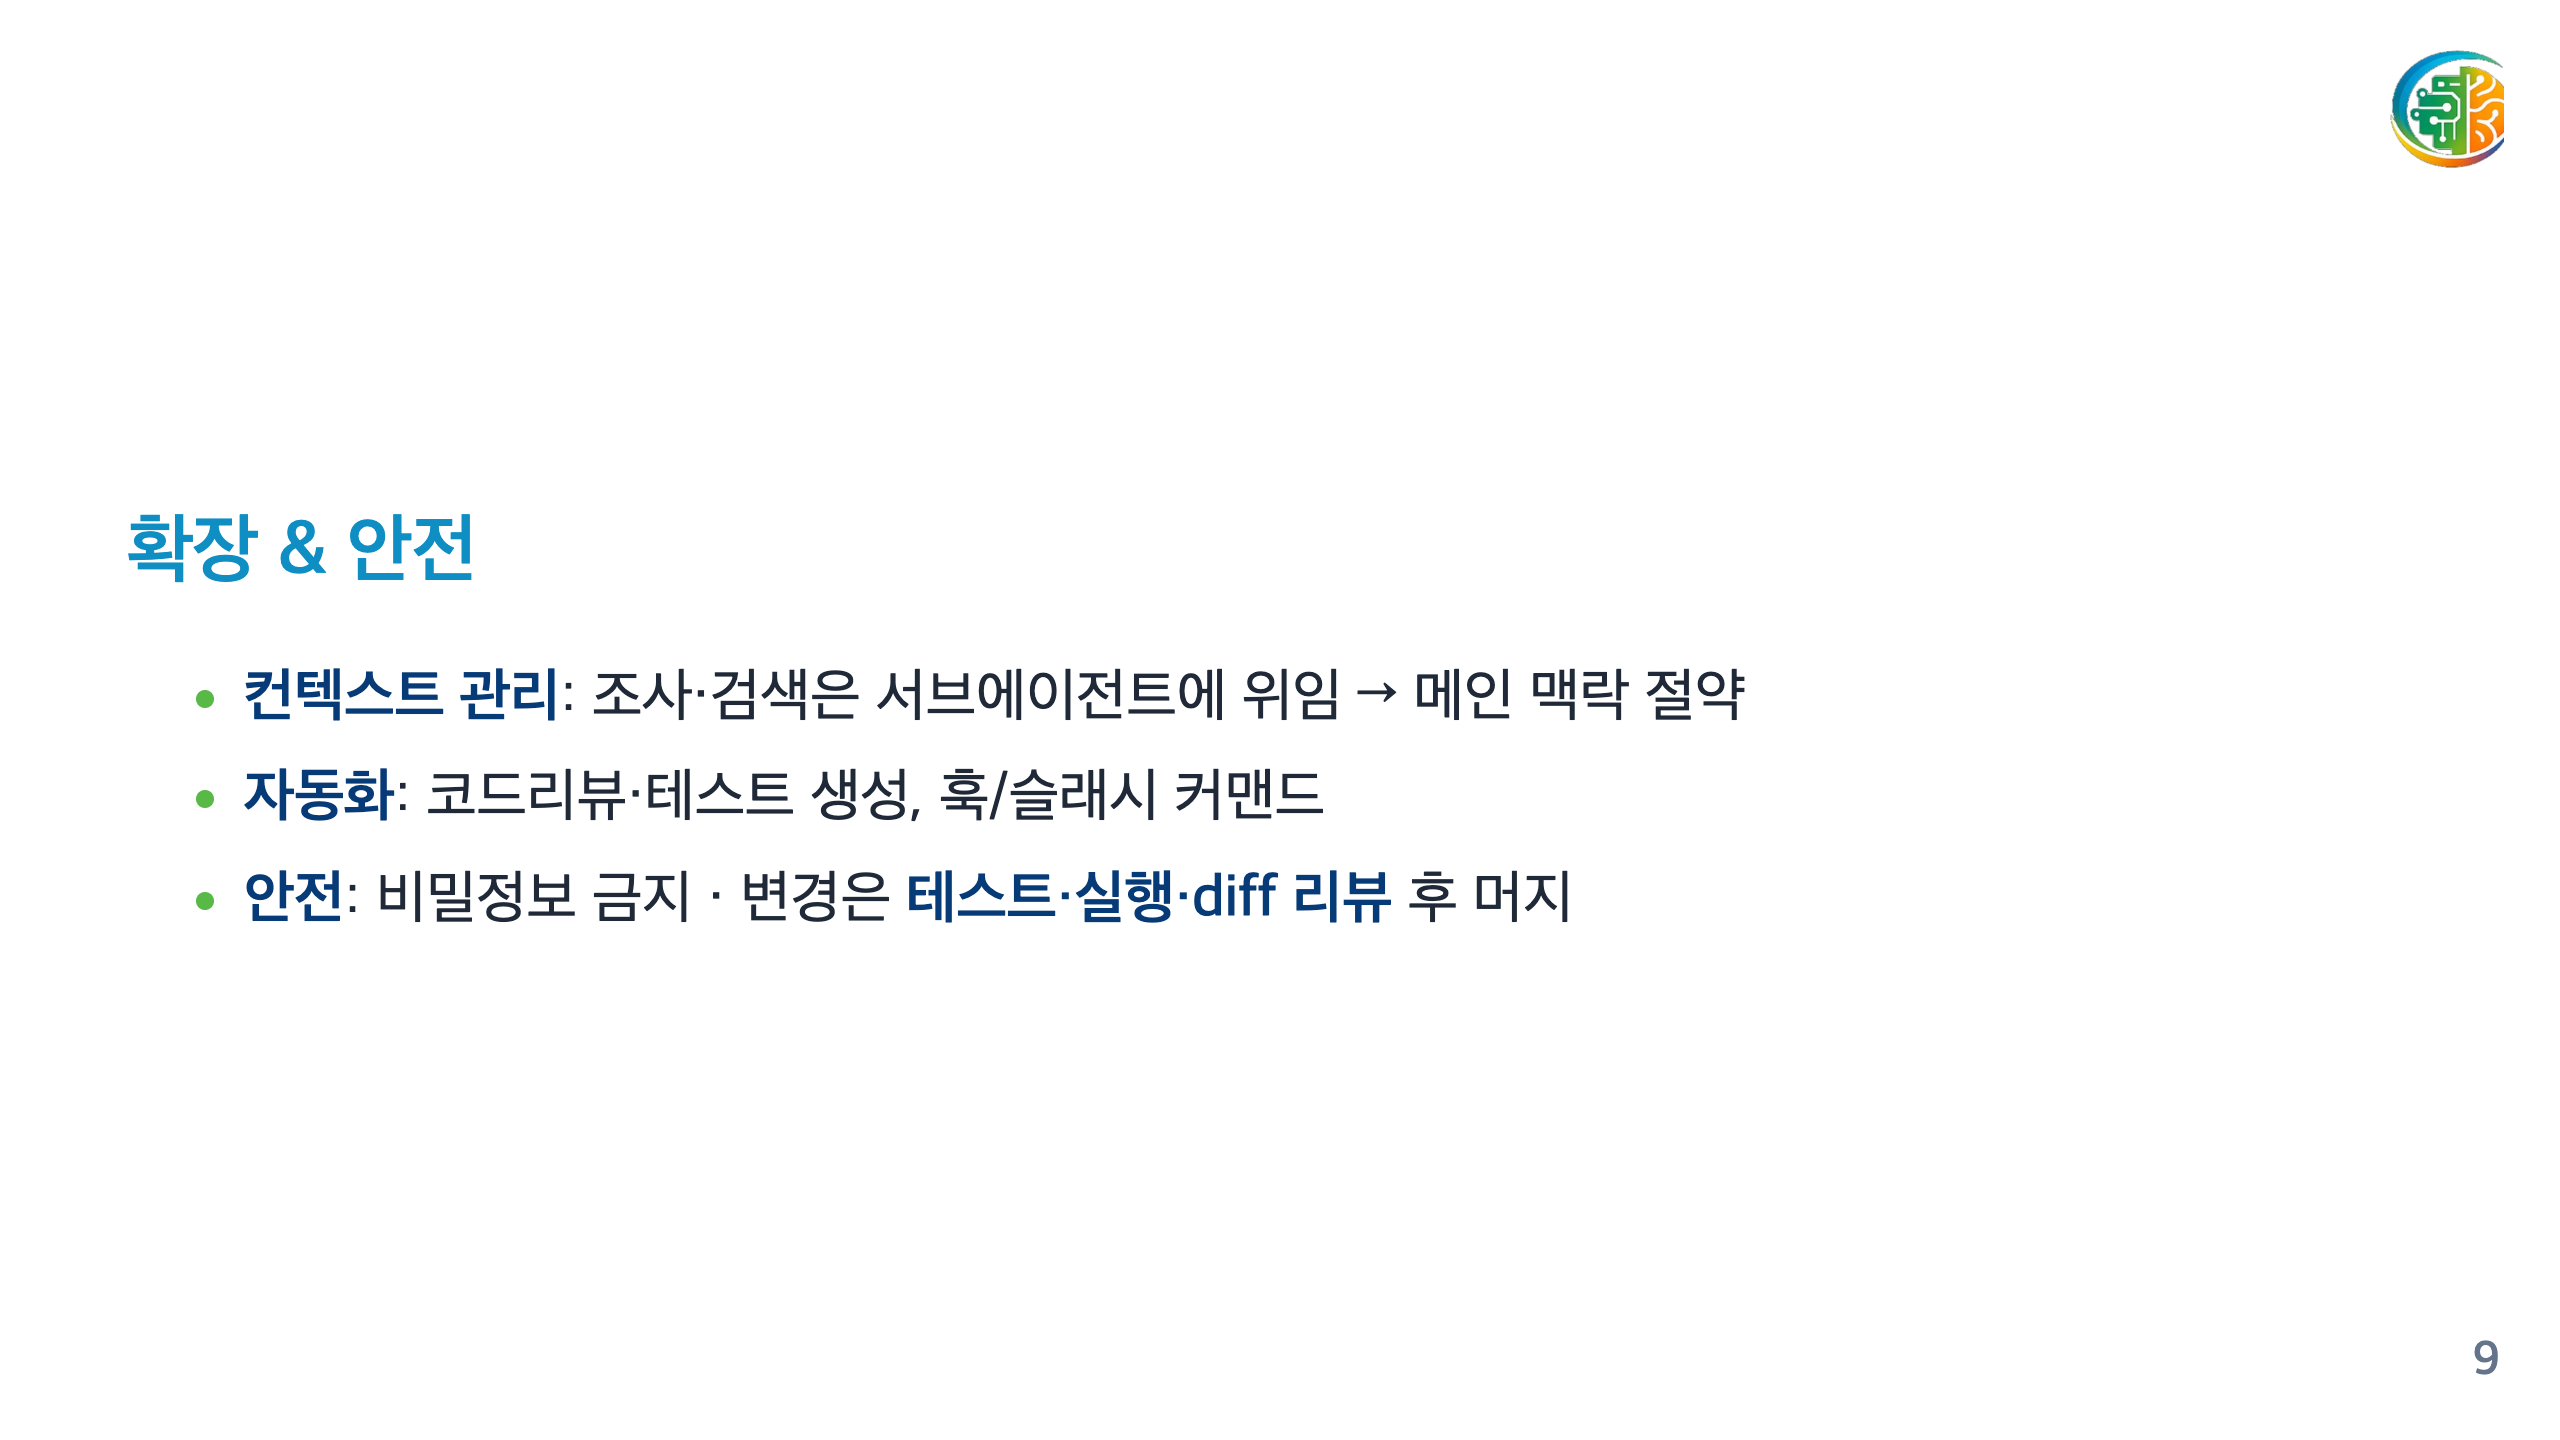 확장 & 안전
• 컨텍스트 관리: 조사·검색은 서브에이전트에 위임 → 메인 맥락 절약
• 자동화: 코드리뷰·테스트 생성, 훅/슬래시 커맨드
• 안전: 비밀정보 금지 · 변경은 테스트·실행·diff 리뷰 후 머지
9